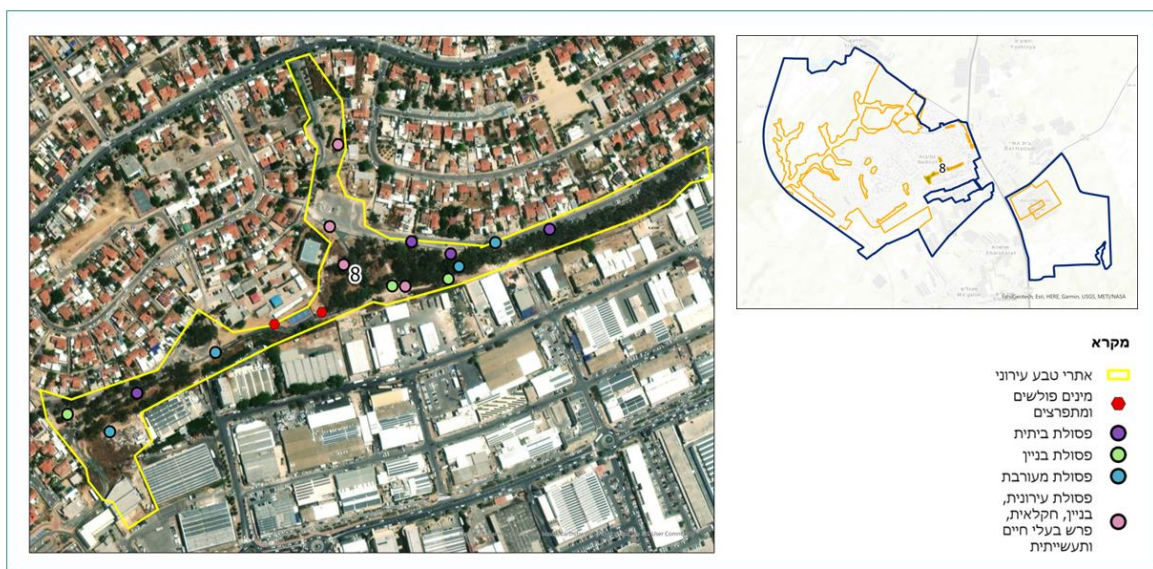 8
8
מקרא
אתרי טבע עירוני
מינים פולשים
ומתפרצים
פסולת ביתית
פסולת בניין
פסולת מעורבת
פסולת עירונית,
בניין, חקלאית,
פרש בעלי חיים
ותעשייתית